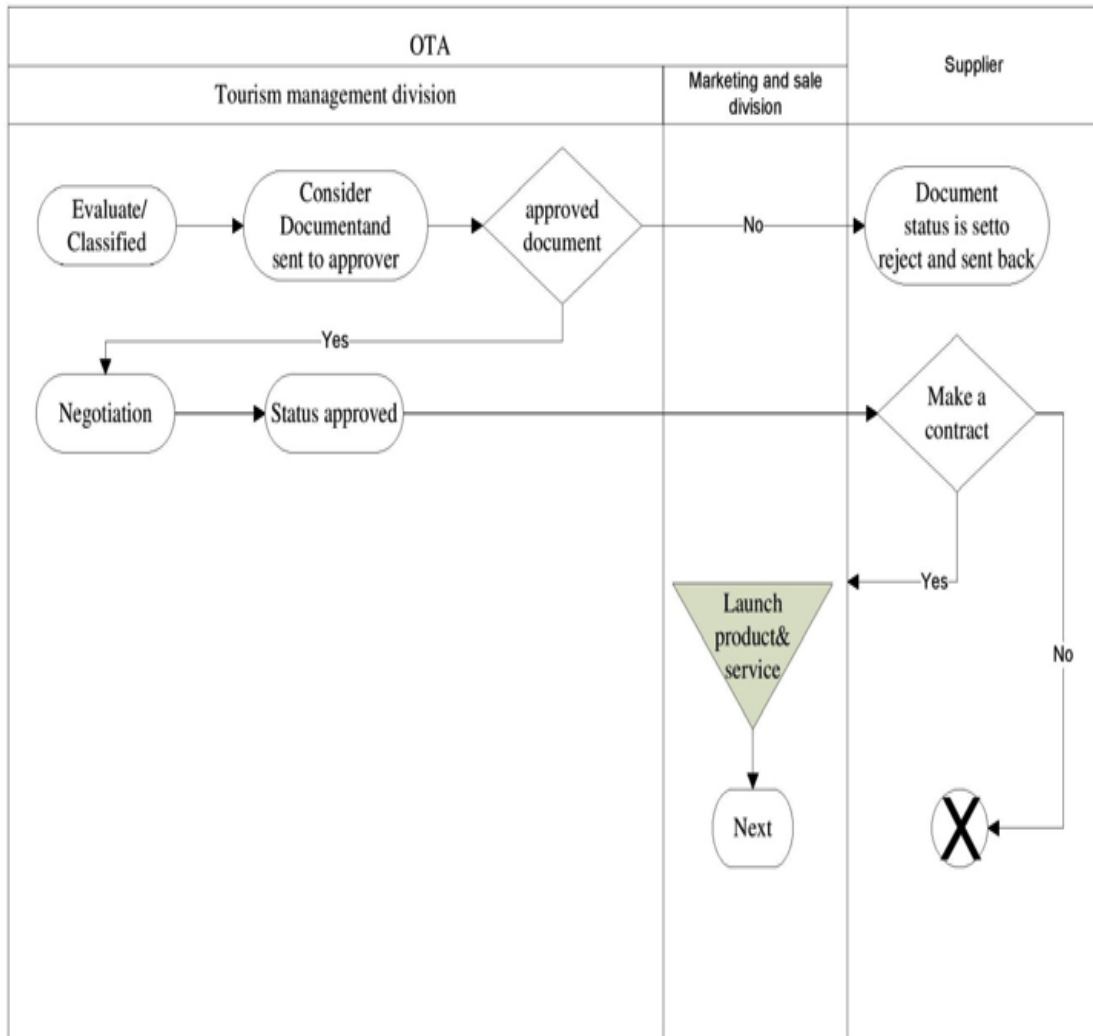 OTA
Supplier
Tourism management division
Marketing and sale
division
Evaluate/
Classified
Consider
Documentand
sent to approver
approved
document
No
Document
status is setto
reject and sent back
Yes
Negotiation
Status approved
Make a
contract
Yes
No
Launch
product&
service
Next
X